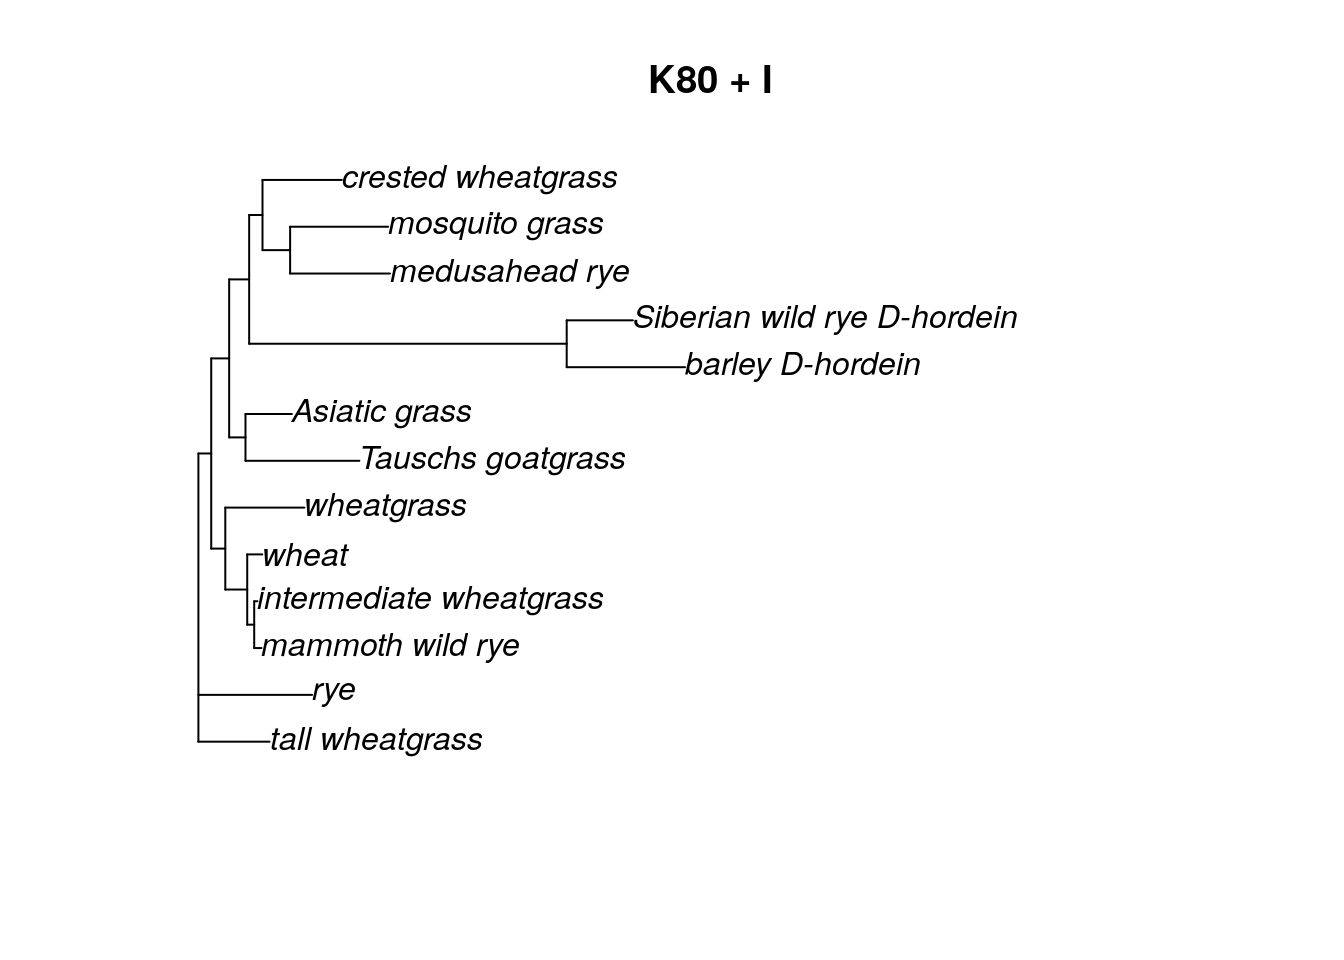 K80 + I
crested wheatgrass
mosquito grass
medusahead rye
Siberian wild rye D-hordein
barley D-hordein
Asiatic grass
Tauschs goatgrass
wheatgrass
wheat
intermediate wheatgrass
mammoth wild rye
rye
tall wheatgrass